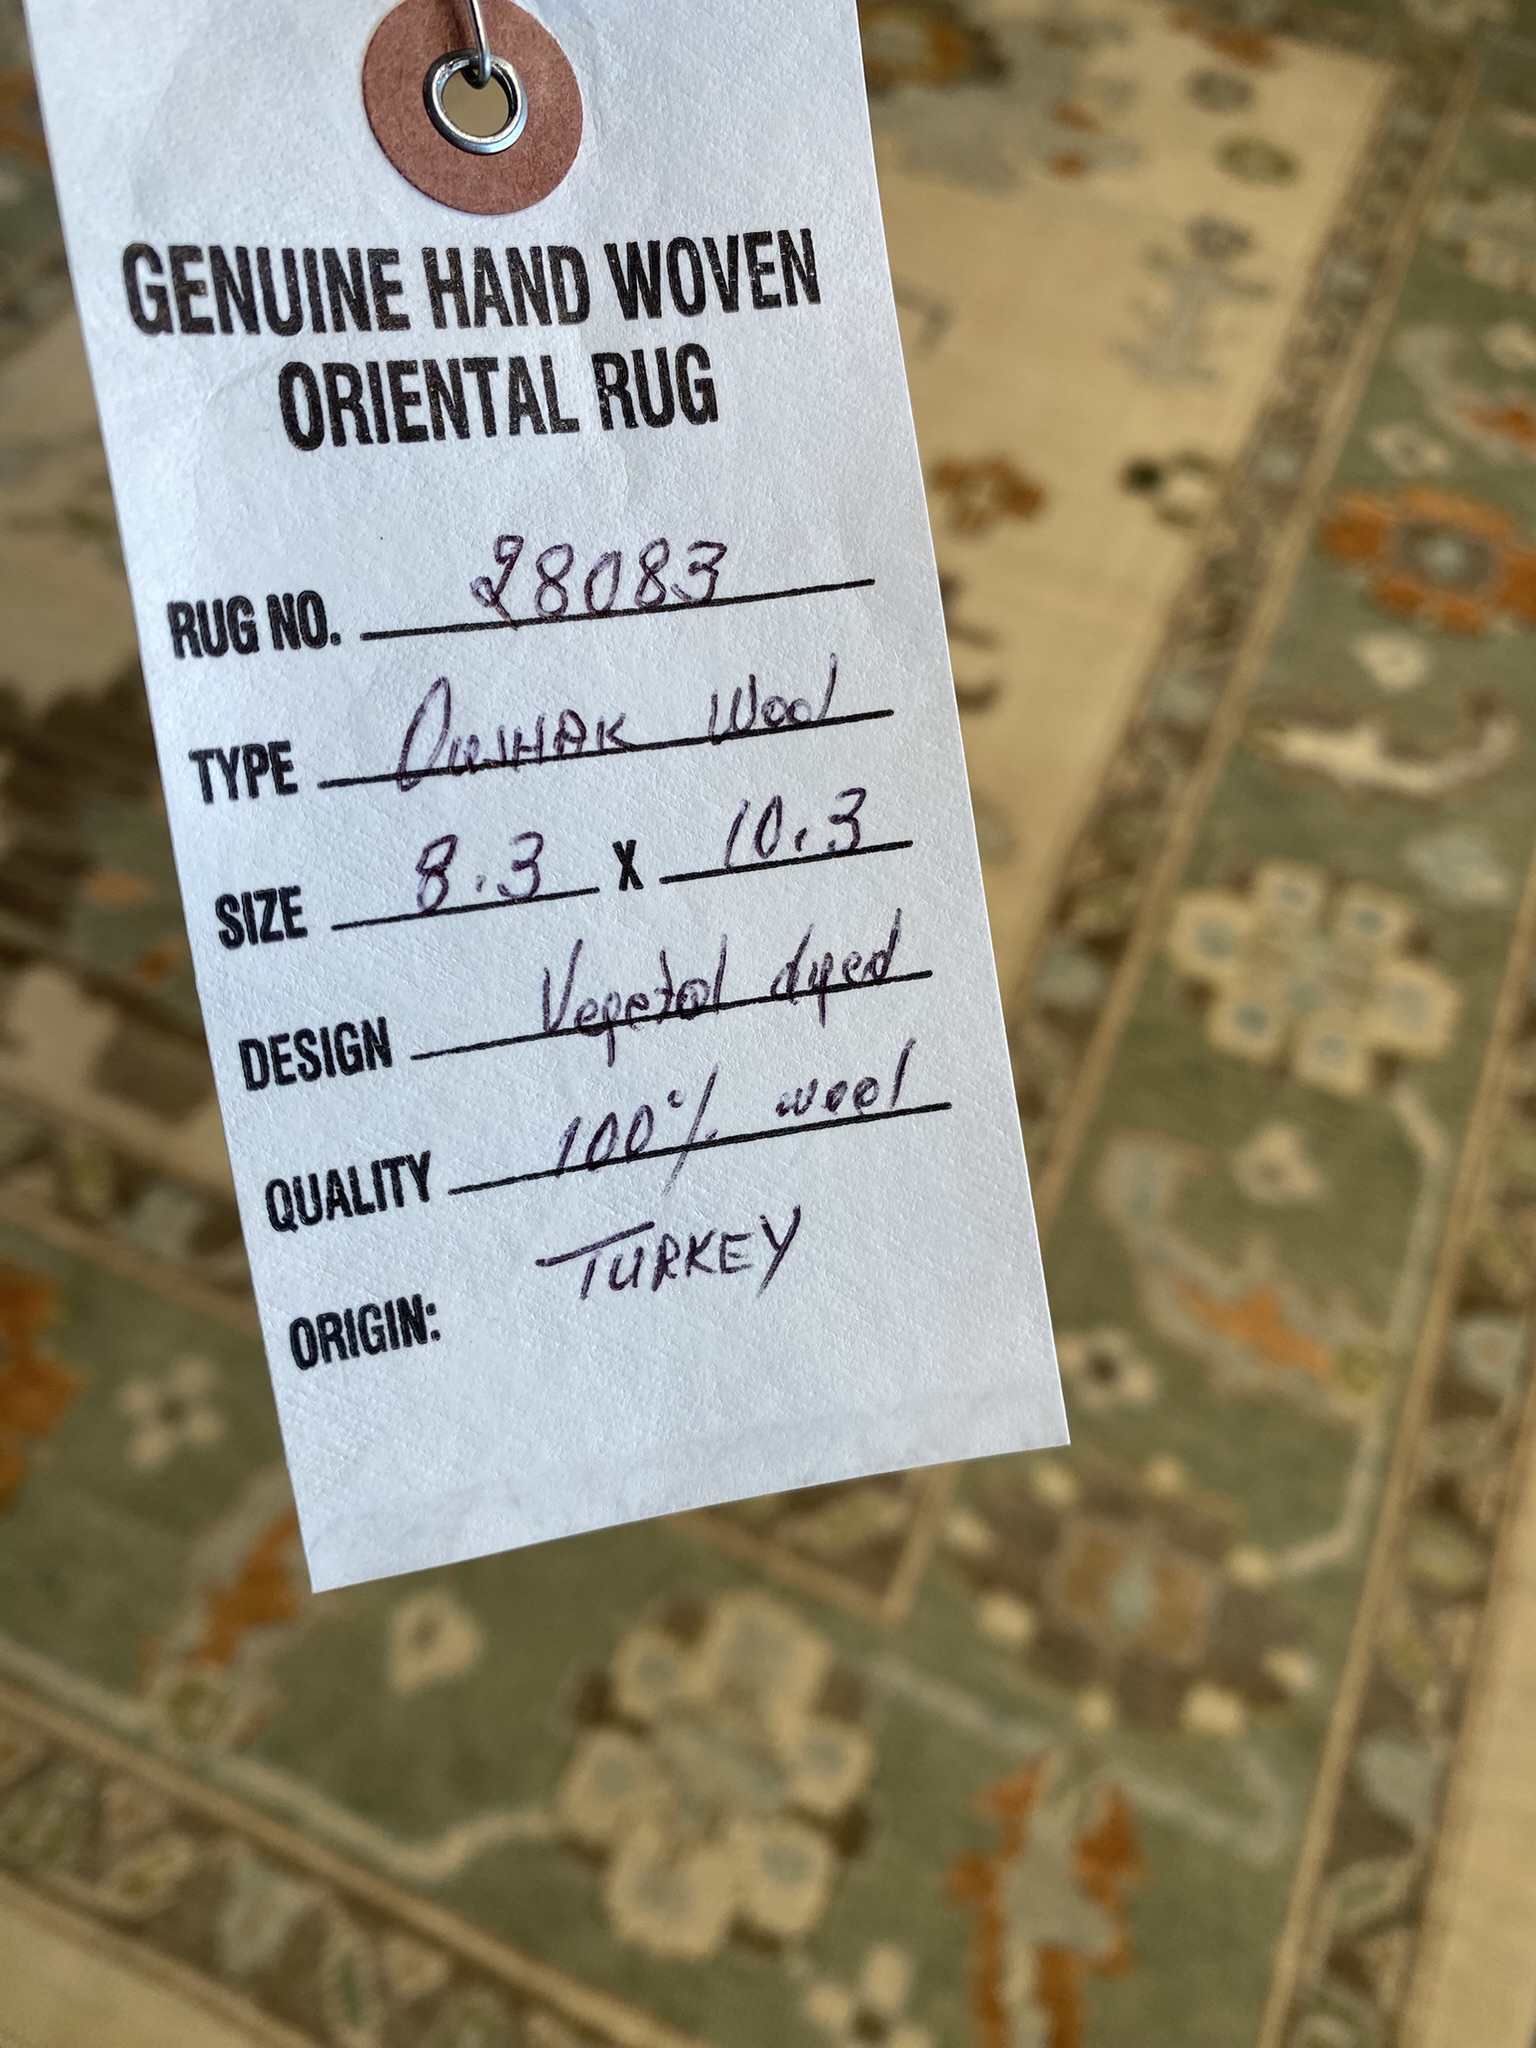 GENUINE HAND WOVEN
ORIENTAL RUG
RUG NO. 28083
TYPE OUSHAK Wool
SIZE 8.3 X 10.3
DESIGN Vegetal dyed
QUALITY 100% wool
ORIGIN: TURKEY